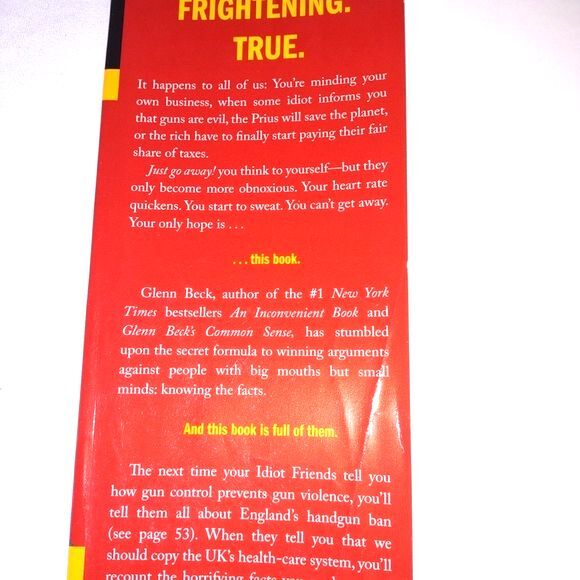 FRIGHTENING.
TRUE.
It happens to all of us: You're minding your
own business, when some idiot informs you
that guns are evil, the Prius will save the planet,
or the rich have to finally start paying their fair
share of taxes.
Just go away! you think to yourself—but they
only become more obnoxious. Your heart rate
quickens. You start to sweat. You can't get away.
Your only hope is . . .
. . . this book.
Glenn Beck, author of the #1 New York
Times bestsellers An Inconvenient Book and
Glenn Beck's Common Sense, has stumbled
upon the secret formula to winning arguments
against people with big mouths but small
minds: knowing the facts.
And this book is full of them.
The next time your Idiot Friends tell you
how gun control prevents gun violence, you'll
tell them all about England's handgun ban
(see page 53). When they tell you that we
should copy the UK's health-care system, you'll
recount the horrifying facts you